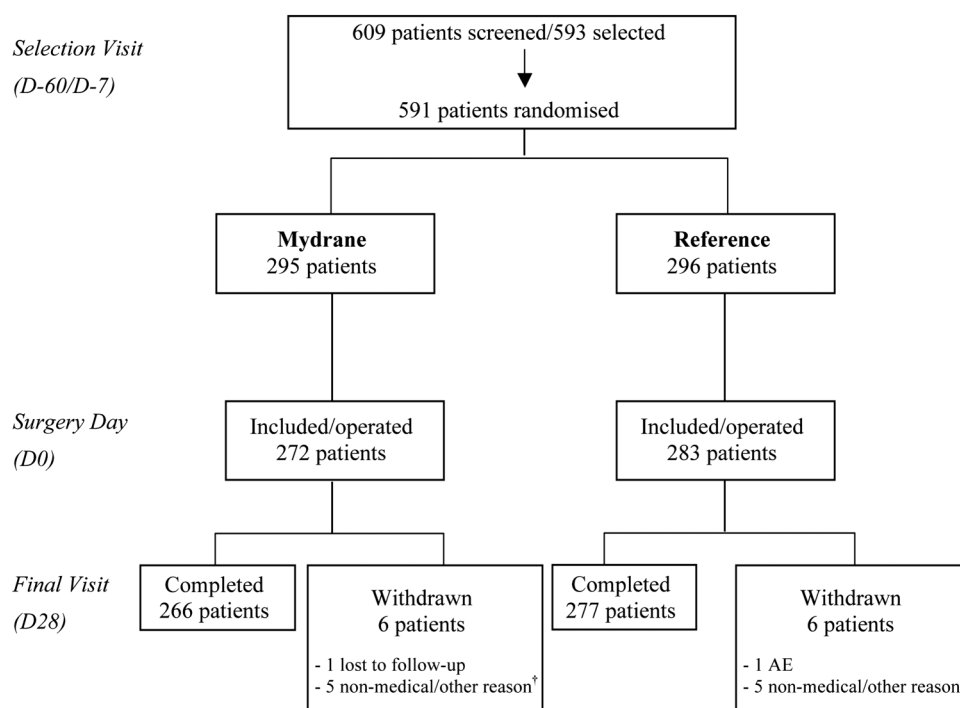 609 patients screened/593 selected
Selection Visit
(D-60/D-7)
591 patients randomised
Mydrane
295 patients
Reference
296 patients
Surgery Day
(D0)
Included/operated
272 patients
Included/operated
283 patients
Final Visit
(D28)
Completed
266 patients
Withdrawn
6 patients
- 1 lost to follow-up
- 5 non-medical/other reason†
Completed
277 patients
Withdrawn
6 patients
- 1 AE
- 5 non-medical/other reason